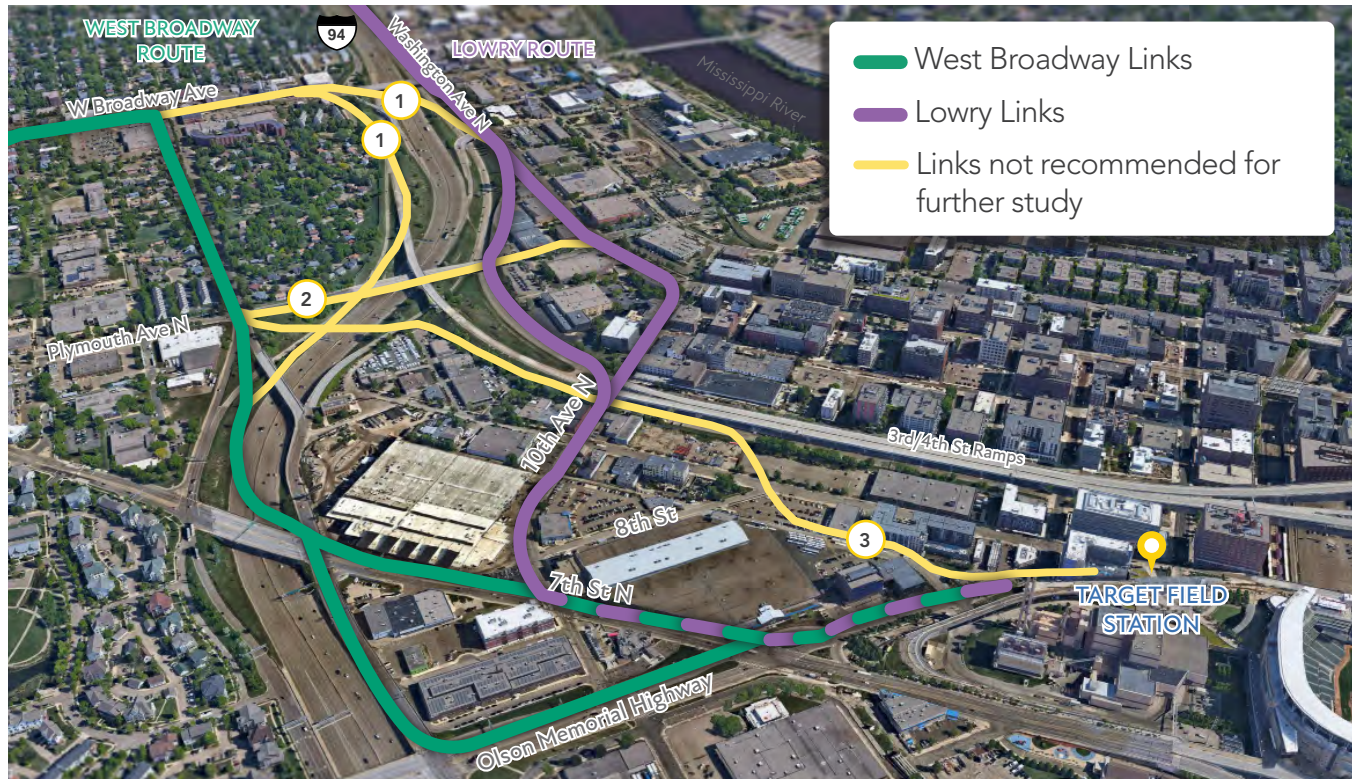 WEST BROADWAY
ROUTE
94
LOWRY ROUTE
Washington Ave N
Mississippi River
West Broadway Links
Lowry Links
Links not recommended for
further study
W Broadway Ave
1
1
2
Plymouth Ave N
10th Ave N
3rd/4th St Ramps
8th St
3
7th St N
TARGET FIELD
STATION
Olson Memorial Highway